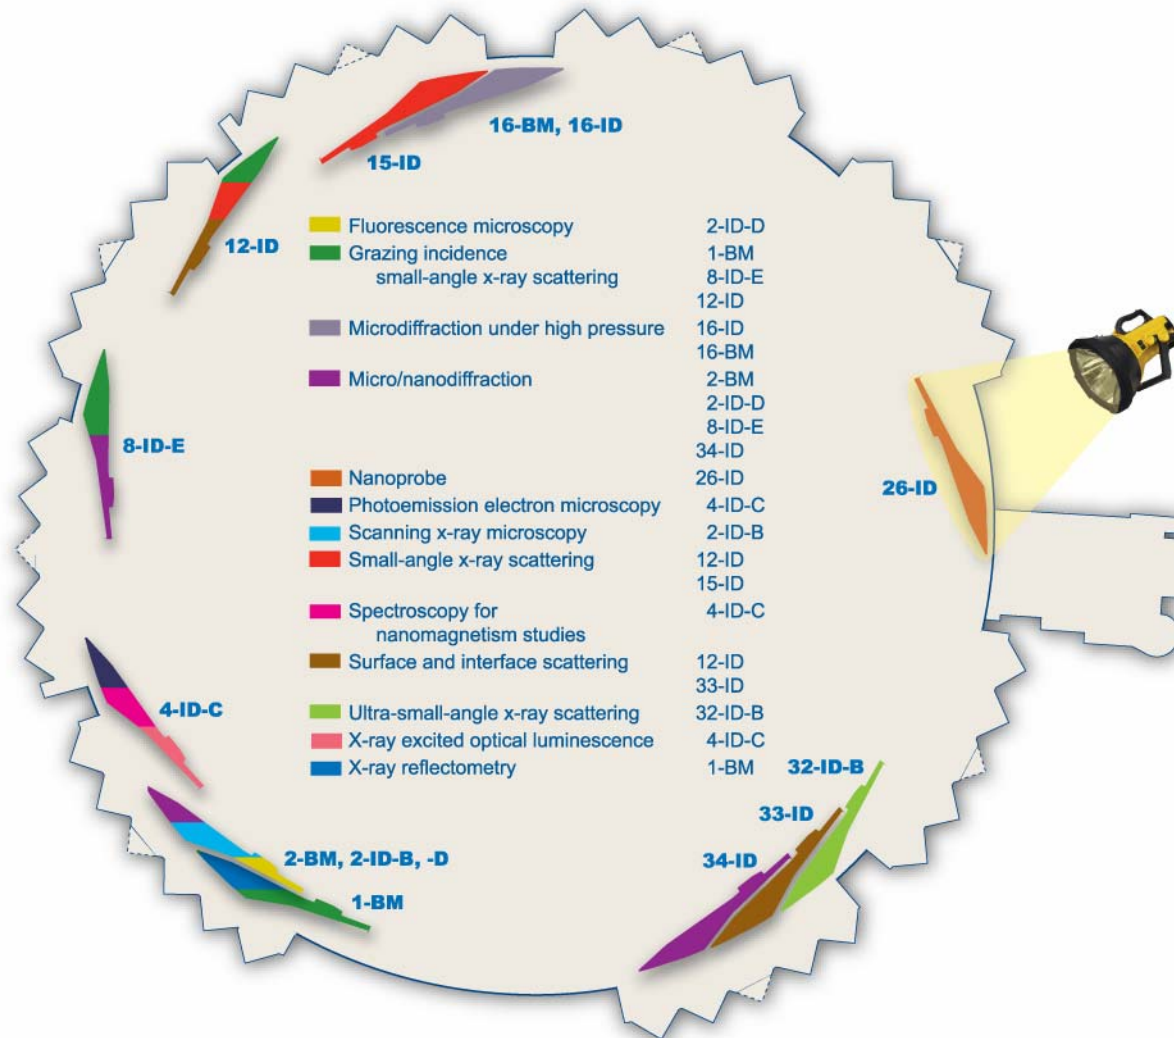 16-BM, 16-ID
15-ID
12-ID
Fluorescence microscopy 2-ID-D
Grazing incidence 1-BM
small-angle x-ray scattering 8-ID-E
12-ID
Microdiffraction under high pressure 16-ID
16-BM
Micro/nanodiffraction 2-BM
2-ID-D
8-ID-E
34-ID
Nanoprobe 26-ID
Photoemission electron microscopy 4-ID-C
Scanning x-ray microscopy 2-ID-B
Small-angle x-ray scattering 12-ID
15-ID
Spectroscopy for 4-ID-C
nanomagnetism studies
Surface and interface scattering 12-ID
33-ID
Ultra-small-angle x-ray scattering 32-ID-B
X-ray excited optical luminescence 4-ID-C
X-ray reflectometry 1-BM
8-ID-E
26-ID
4-ID-C
32-ID-B
33-ID
34-ID
2-BM, 2-ID-B, -D
1-BM